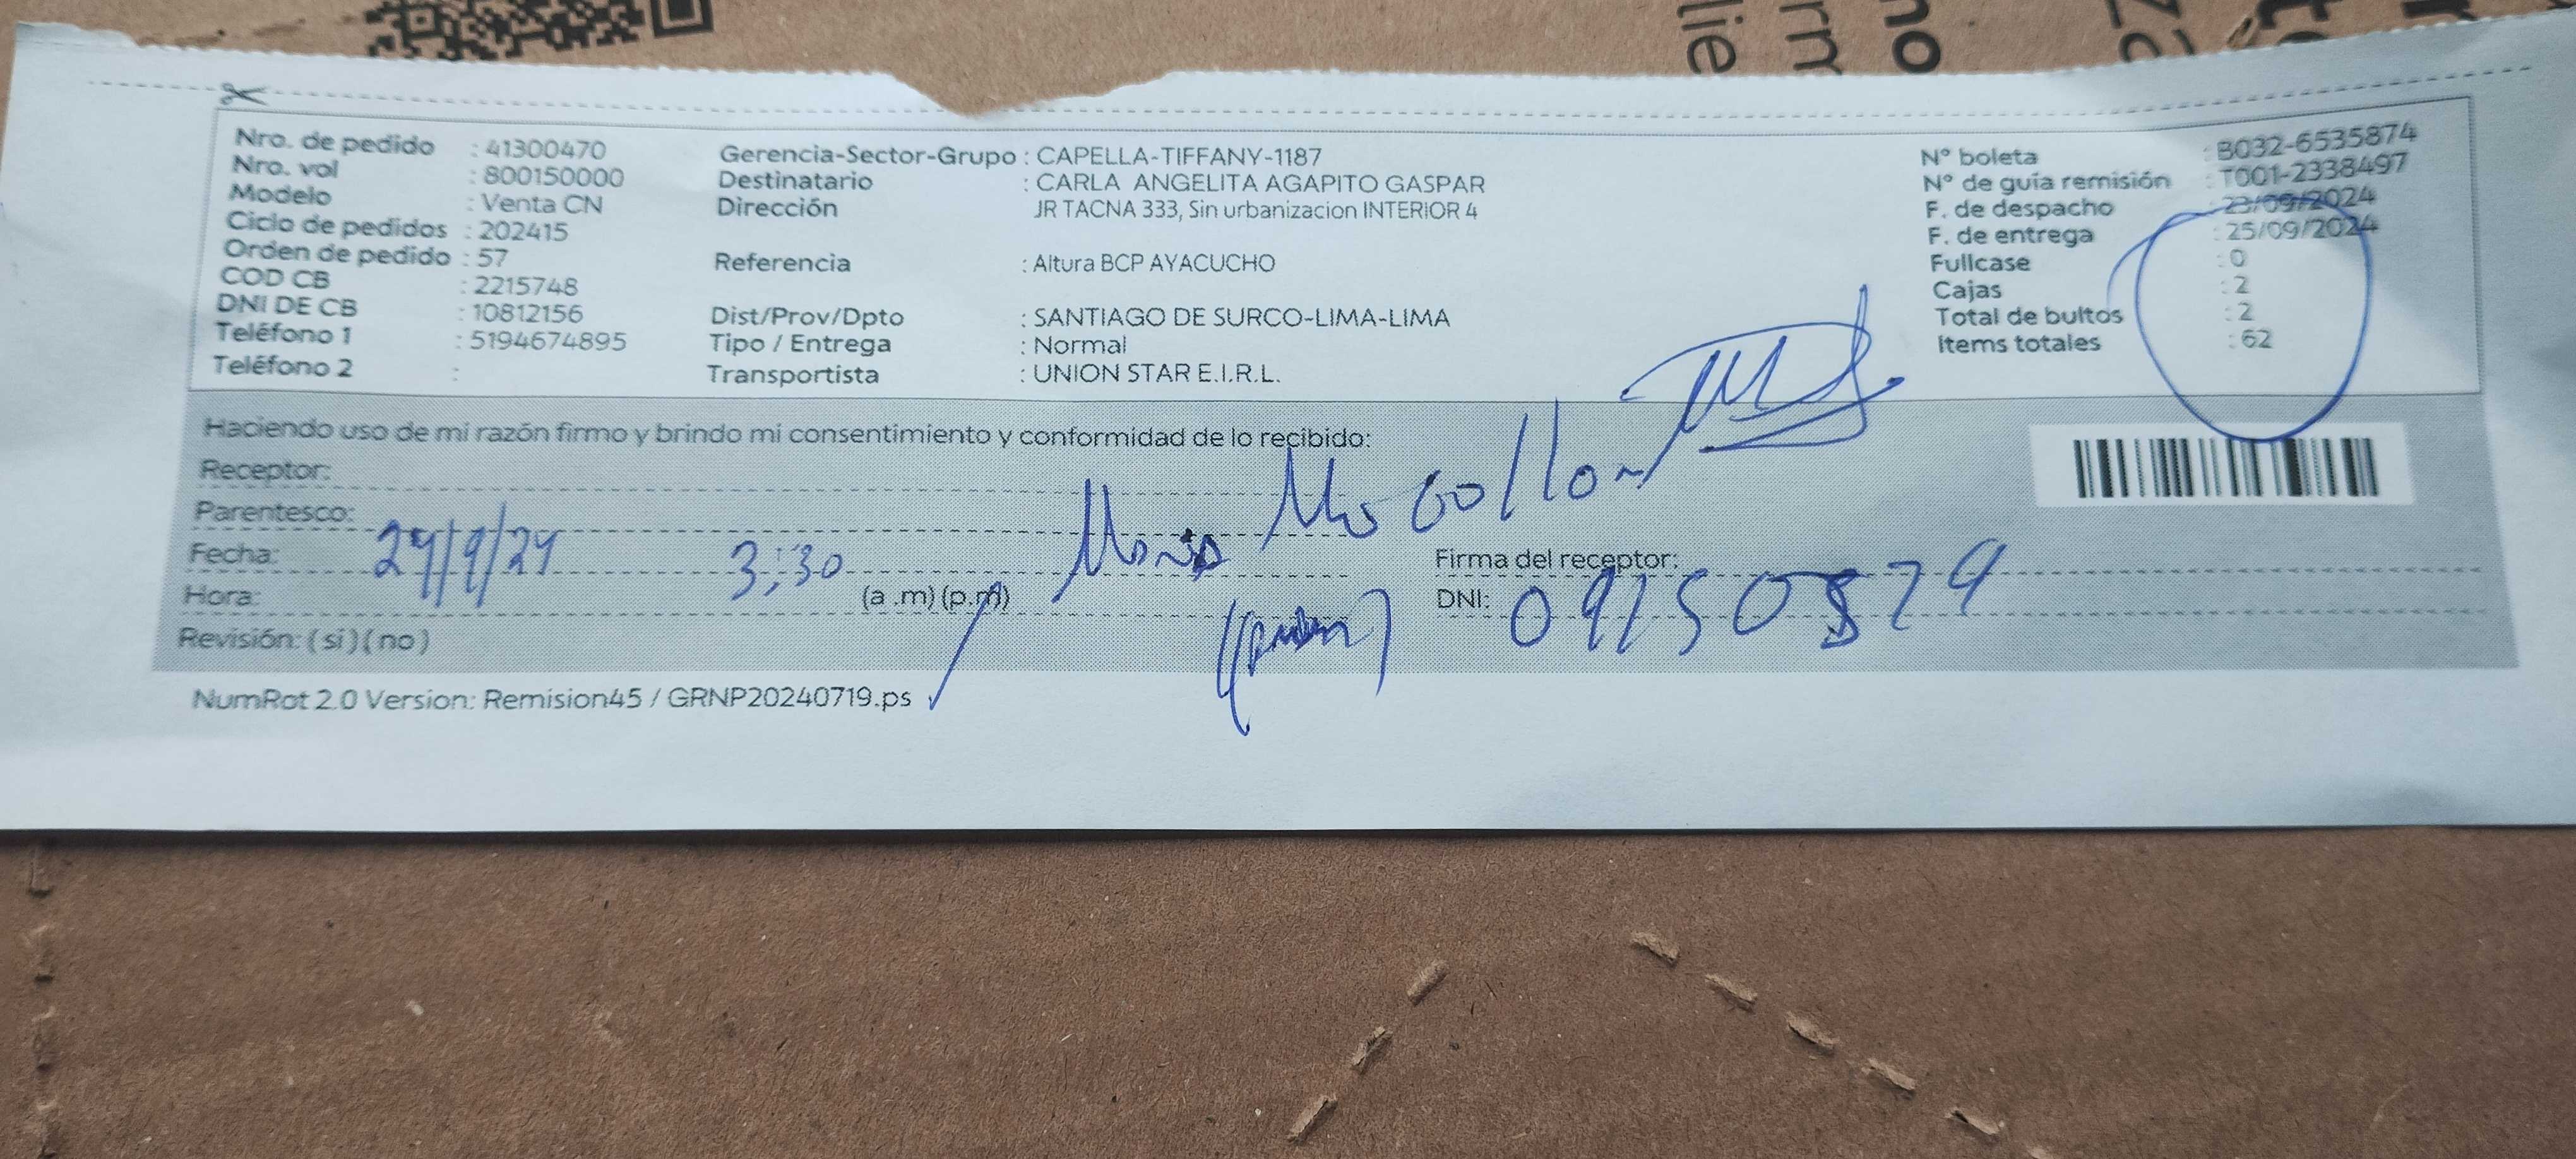 lie
rm
no
za
Nro. de pedido : 41300470
Nro. vol : 800150000
Modelo : Venta CN
Ciclo de pedidos : 202415
Orden de pedido : 57
COD CB : 2215748
DNI DE CB : 10812156
Teléfono 1 : 5194674895
Teléfono 2 :
Gerencia-Sector-Grupo : CAPELLA-TIFFANY-1187
Destinatario : CARLA ANGELITA AGAPITO GASPAR
Dirección JR TACNA 333, Sin urbanizacion INTERIOR 4
Referencia : Altura BCP AYACUCHO
Dist/Prov/Dpto : SANTIAGO DE SURCO-LIMA-LIMA
Tipo / Entrega : Normal
Transportista : UNION STAR E.I.R.L.
N° boleta : B032-6535874
N° de guía remisión : T001-2338497
F. de despacho : 23/09/2024
F. de entrega : 25/09/2024
Fullcase : 0
Cajas : 2
Total de bultos : 2
Items totales : 62
Haciendo uso de mi razón firmo y brindo mi consentimiento y conformidad de lo recibido:
Receptor:
Parentesco:
Fecha: 24/9/24 3:30
Hora: (a .m) (p.m)
Revisión: ( si ) ( no )
Firma del receptor:
DNI: 09150879
NumRot 2.0 Version: Remision45 / GRNP20240719.ps